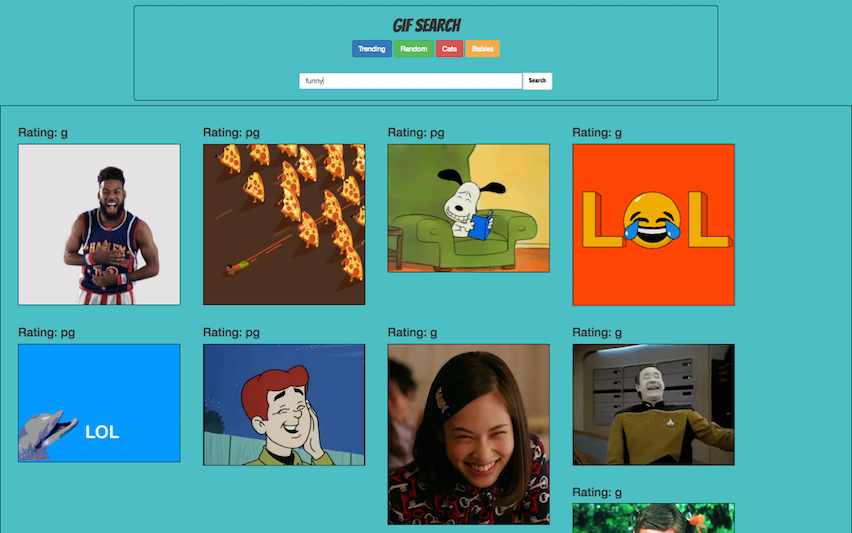 GIF SEARCH
Trending Random Cats Babies
funny Search
Rating: g Rating: pg Rating: pg Rating: g
HARLEM
LOL
Rating: pg Rating: pg Rating: g Rating: g
LOL
Rating: g